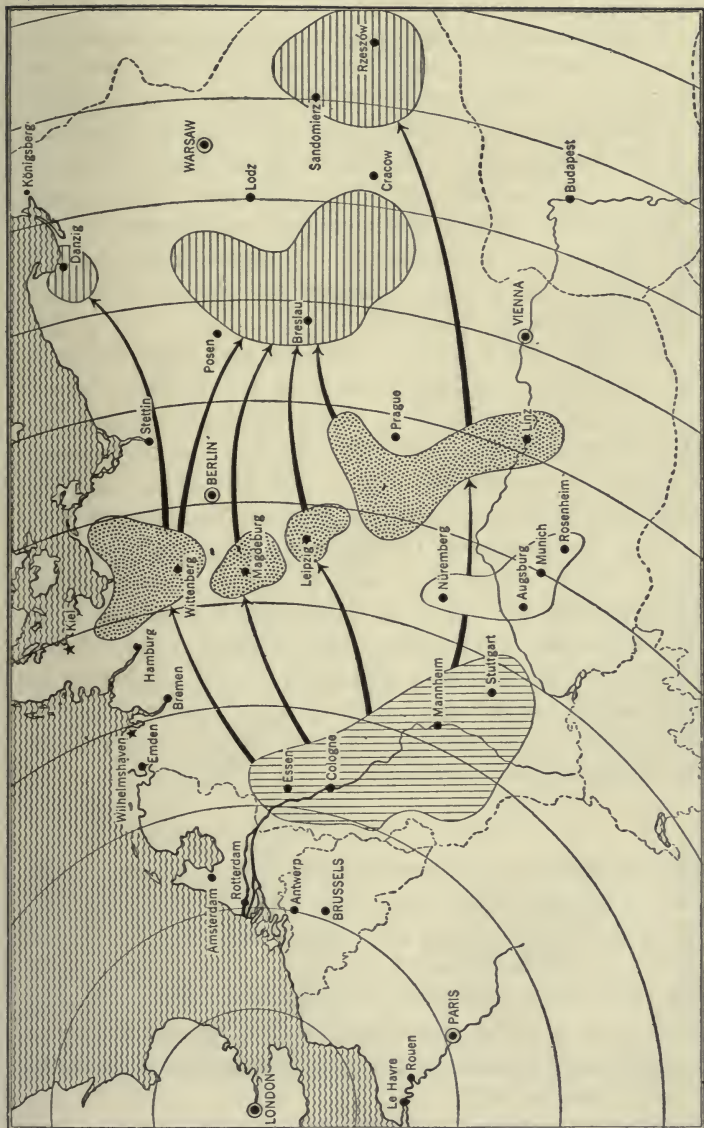 Königsberg
Danzig
Stettin
Kiel
Hamburg
Bremen
Wilhelmshaven
Emden
Amsterdam
Rotterdam
Antwerp
BRUSSELS
LONDON
Le Havre
Rouen
PARIS
WARSAW
Lodz
Posen
BERLIN
Wittenberg
Magdeburg
Leipzig
Breslau
Essen
Cologne
Sandomierz
Rzeszów
Cracow
Prague
Nüremberg
Mannheim
Stuttgart
Linz
VIENNA
Budapest
Augsburg
Munich
Rosenheim